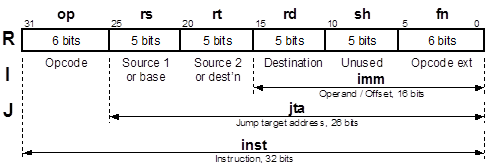 op rs rt rd sh fn
31 25 20 15 10 5 0
R 6 bits 5 bits 5 bits 5 bits 5 bits 6 bits
Opcode Source 1 Source 2 Destination Unused Opcode ext
I or base or dest'n imm
Operand / Offset, 16 bits
J jta
Jump target address, 26 bits
inst
Instruction, 32 bits